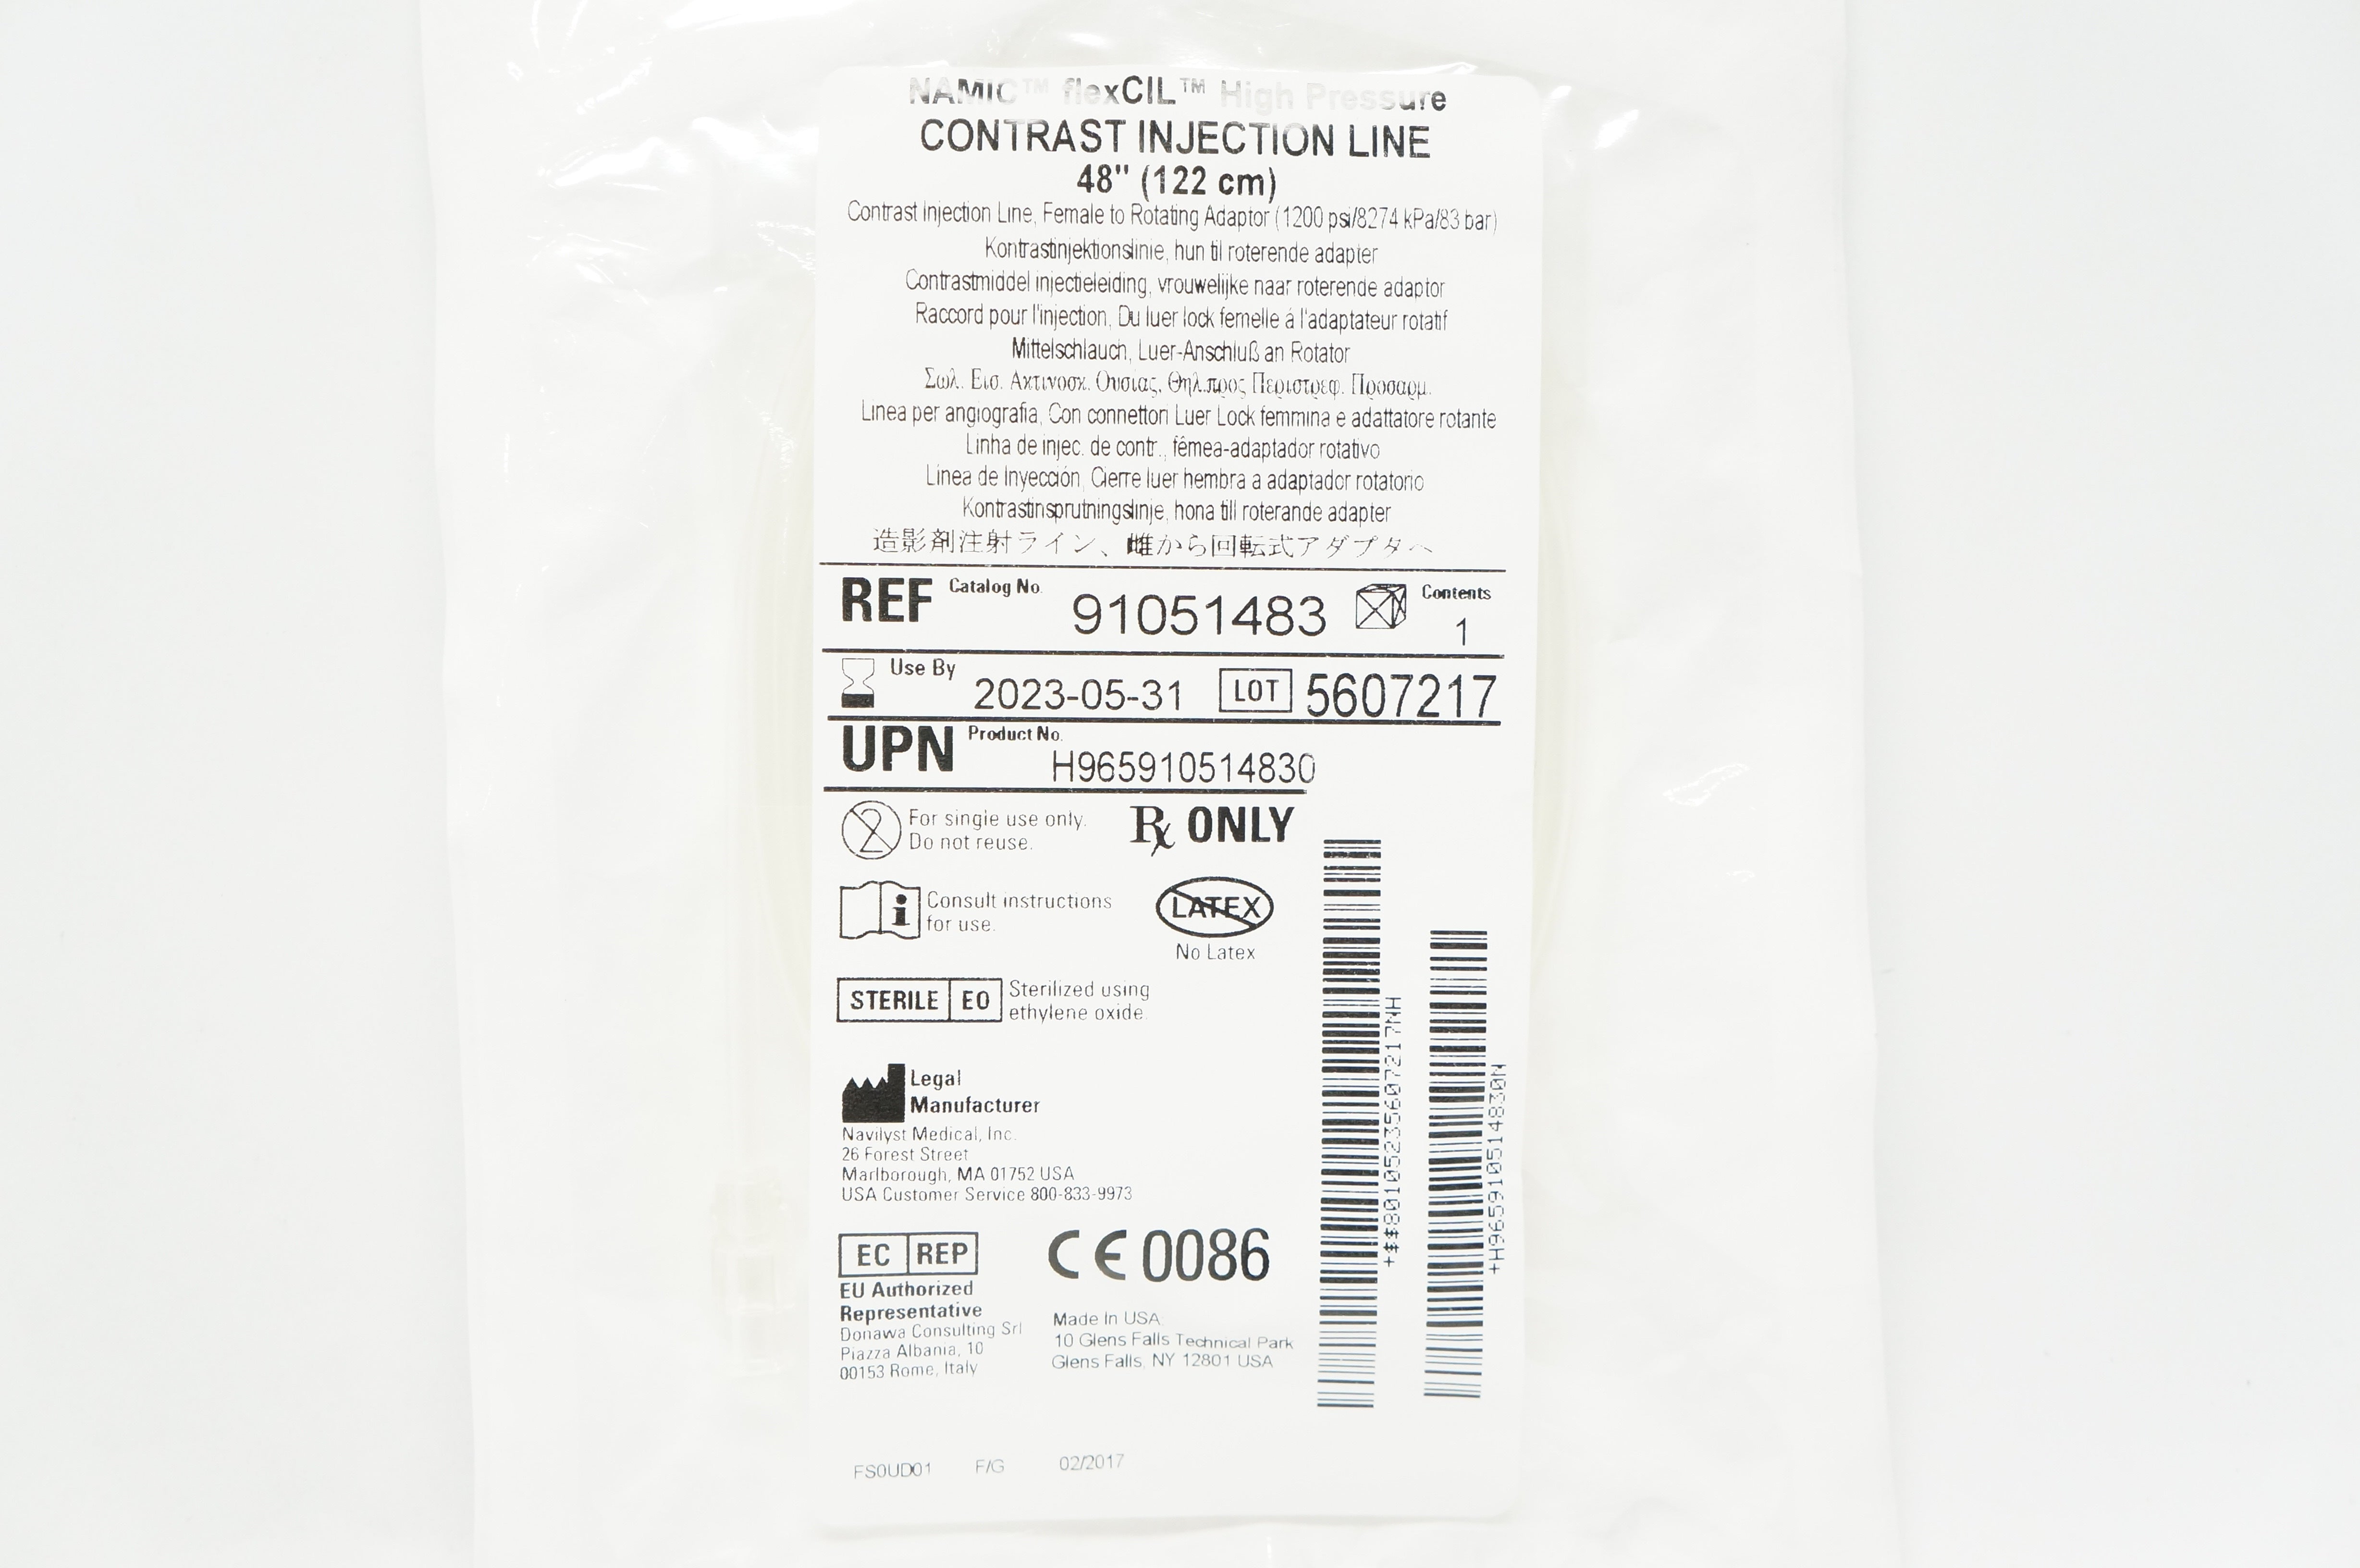 NAMIC™ flexCIL™ High Pressure
CONTRAST INJECTION LINE
48" (122 cm)
Contrast Injection Line, Female to Rotating Adaptor (1200 psi/8274 kPa/83 bar)
Kontrastinjektionslinie, hun til roterende adapter
Contrastmiddel injectieleiding, vrouwelijke naar roterende adaptor
Raccord pour l'injection, Du luer lock femelle á l'adaptateur rotatif
Mittelschlauch, Luer-Anschluß an Rotator
Σωλ. Εισ. Ακτινοσκ. Ουσιας, Θηλ.προς Περιστρεφ. Προσαρμ.
Linea per angiografia, Con connettori Luer Lock femmina e adattatore rotante
Linha de injec. de contr., fémea-adaptador rotativo
Linea de Inyección, Cierre luer hembra a adaptador rotatorio
Kontrastinsprutningslinje, hona till roterande adapter
造影剤注射ライン、雌から回転式アダプタへ
REF Catalog No. 91051483 Contents 1
Use By 2023-05-31 LOT 5607217
UPN Product No. H965910514830
2 For single use only. Do not reuse. Rx ONLY
Consult instructions for use.
LATEX
No Latex
STERILE EO Sterilized using ethylene oxide.
Legal
Manufacturer
Navilyst Medical, Inc.
26 Forest Street
Marlborough, MA 01752 USA
USA Customer Service 800-833-9973
EC REP
EU Authorized
Representative
Donawa Consulting Srl
Piazza Albania, 10
00153 Rome, Italy
CE 0086
Made In USA
10 Glens Falls Technical Park
Glens Falls, NY 12801 USA
+$$80105235607217NH
+H965910514830N
FS0UD01 F/G 02/2017